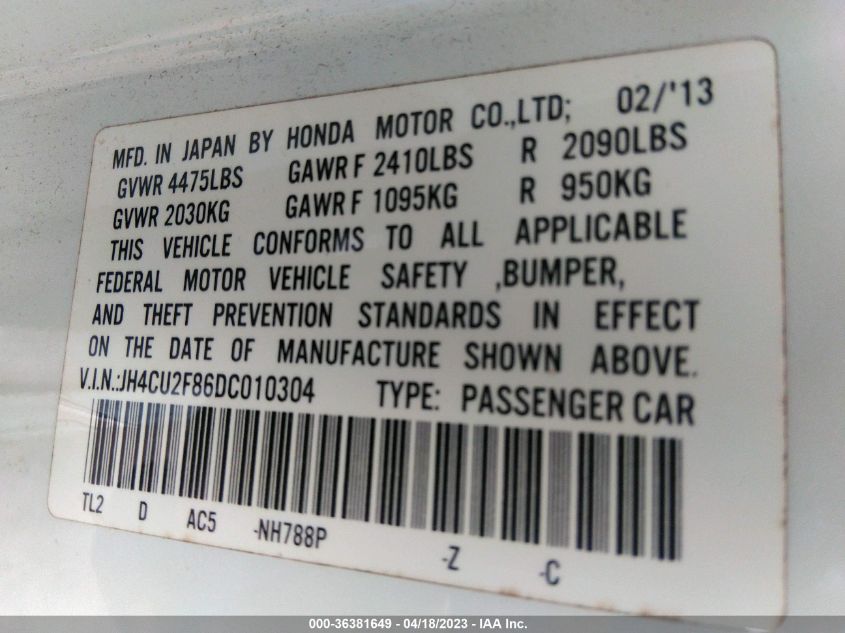 MFD. IN JAPAN BY HONDA MOTOR CO.,LTD; 02/'13
GVWR 4475LBS GAWR F 2410LBS R 2090LBS
GVWR 2030KG GAWR F 1095KG R 950KG
THIS VEHICLE CONFORMS TO ALL APPLICABLE
FEDERAL MOTOR VEHICLE SAFETY ,BUMPER,
AND THEFT PREVENTION STANDARDS IN EFFECT
ON THE DATE OF MANUFACTURE SHOWN ABOVE.
V.I.N.:JH4CU2F86DC010304 TYPE: PASSENGER CAR
TL2 D AC5 -NH788P -Z -C
000-36381649 - 04/18/2023 - IAA Inc.